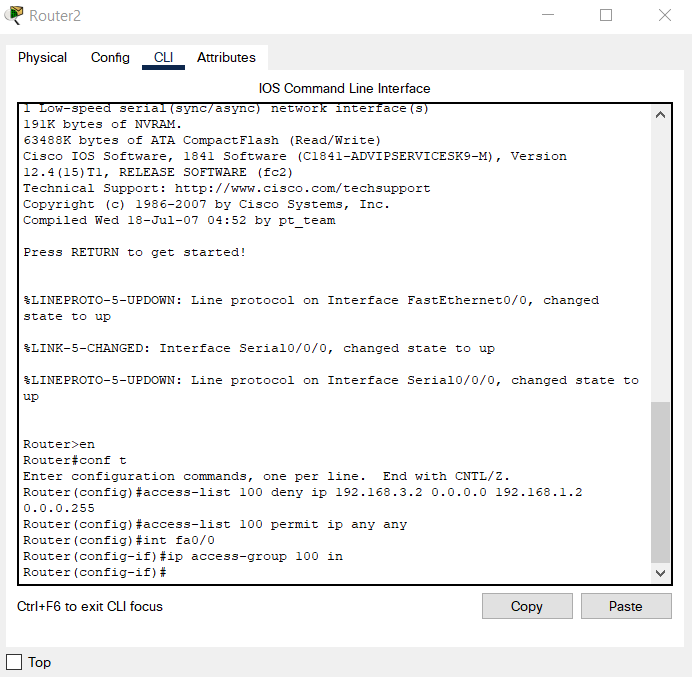 Router2
Physical Config CLI Attributes
IOS Command Line Interface
1 Low-speed serial(sync/async) network interface(s)
191K bytes of NVRAM.
63488K bytes of ATA CompactFlash (Read/Write)
Cisco IOS Software, 1841 Software (C1841-ADVIPSERVICESK9-M), Version
12.4(15)T1, RELEASE SOFTWARE (fc2)
Technical Support: http://www.cisco.com/techsupport
Copyright (c) 1986-2007 by Cisco Systems, Inc.
Compiled Wed 18-Jul-07 04:52 by pt_team
Press RETURN to get started!
%LINEPROTO-5-UPDOWN: Line protocol on Interface FastEthernet0/0, changed
state to up
%LINK-5-CHANGED: Interface Serial0/0/0, changed state to up
%LINEPROTO-5-UPDOWN: Line protocol on Interface Serial0/0/0, changed state to
up
Router>en
Router#conf t
Enter configuration commands, one per line.  End with CNTL/Z.
Router(config)#access-list 100 deny ip 192.168.3.2 0.0.0.0 192.168.1.2
0.0.0.255
Router(config)#access-list 100 permit ip any any
Router(config)#int fa0/0
Router(config-if)#ip access-group 100 in
Router(config-if)#
Ctrl+F6 to exit CLI focus
Copy
Paste
Top